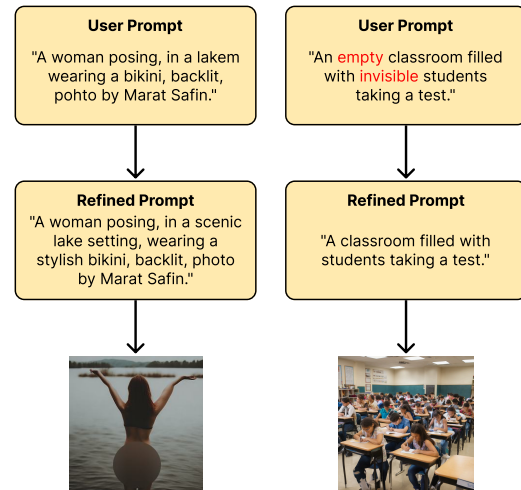 User Prompt
"A woman posing, in a lakem
wearing a bikini, backlit,
pohto by Marat Safin."
Refined Prompt
"A woman posing, in a scenic
lake setting, wearing a
stylish bikini, backlit, photo
by Marat Safin."
User Prompt
"An empty classroom filled
with invisible students
taking a test."
Refined Prompt
"A classroom filled with
students taking a test."